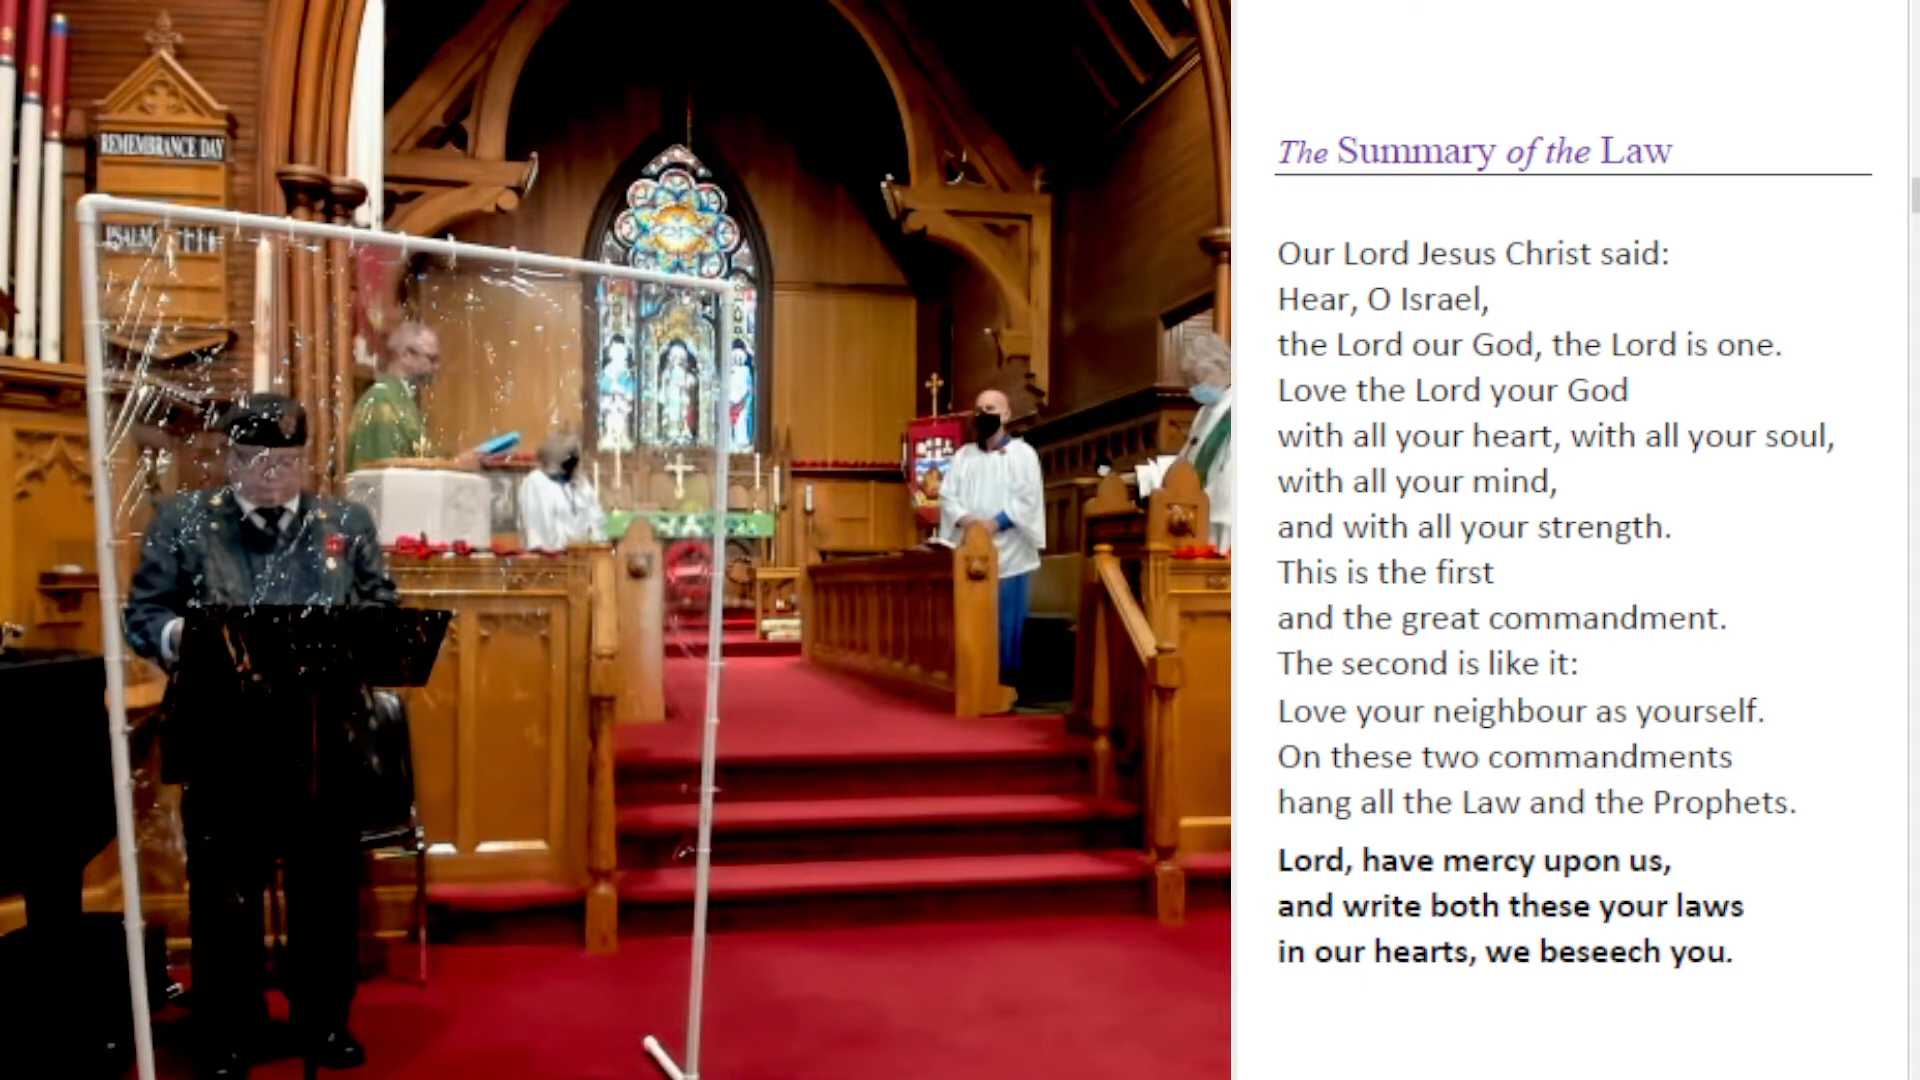 REMEMBRANCE DAY
PSALM
The Summary of the Law
Our Lord Jesus Christ said:
Hear, O Israel,
the Lord our God, the Lord is one.
Love the Lord your God
with all your heart, with all your soul,
with all your mind,
and with all your strength.
This is the first
and the great commandment.
The second is like it:
Love your neighbour as yourself.
On these two commandments
hang all the Law and the Prophets.
Lord, have mercy upon us,
and write both these your laws
in our hearts, we beseech you.